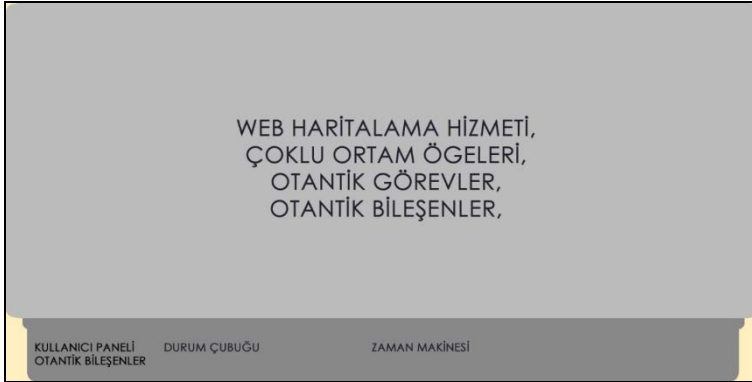 WEB HARİTALAMA HİZMETİ,
ÇOKLU ORTAM ÖGELERİ,
OTANTİK GÖREVLER,
OTANTİK BİLEŞENLER,
KULLANICI PANELİ
OTANTİK BİLEŞENLER
DURUM ÇUBUĞU
ZAMAN MAKİNESİ